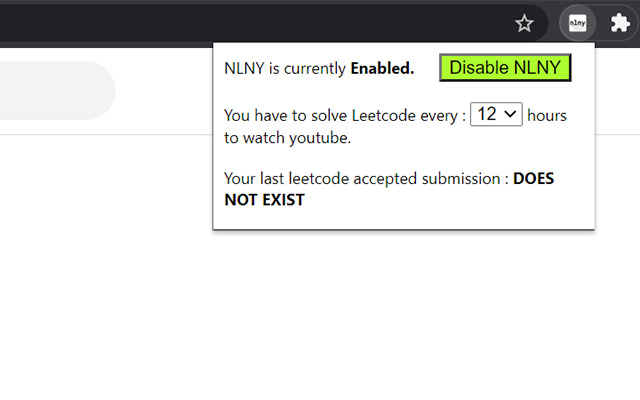 nlny
NLNY is currently Enabled.
Disable NLNY
You have to solve Leetcode every : 12 hours
to watch youtube.
Your last leetcode accepted submission : DOES
NOT EXIST